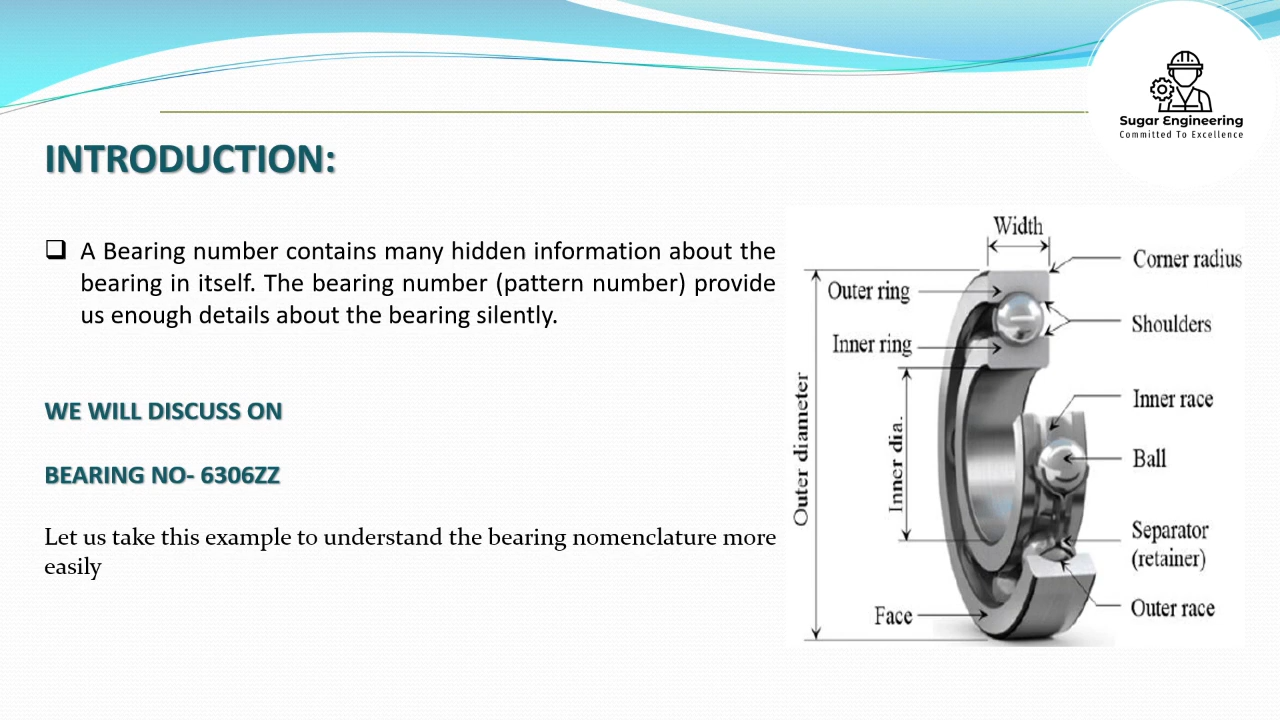 Sugar Engineering
Committed To Excellence
INTRODUCTION:
❑ A Bearing number contains many hidden information about the
bearing in itself. The bearing number (pattern number) provide
us enough details about the bearing silently.
WE WILL DISCUSS ON
BEARING NO- 6306ZZ
Let us take this example to understand the bearing nomenclature more
easily
Width
Corner radius
Outer ring
Shoulders
Inner ring
Outer diameter
Inner dia.
Inner race
Ball
Separator
(retainer)
Face
Outer race